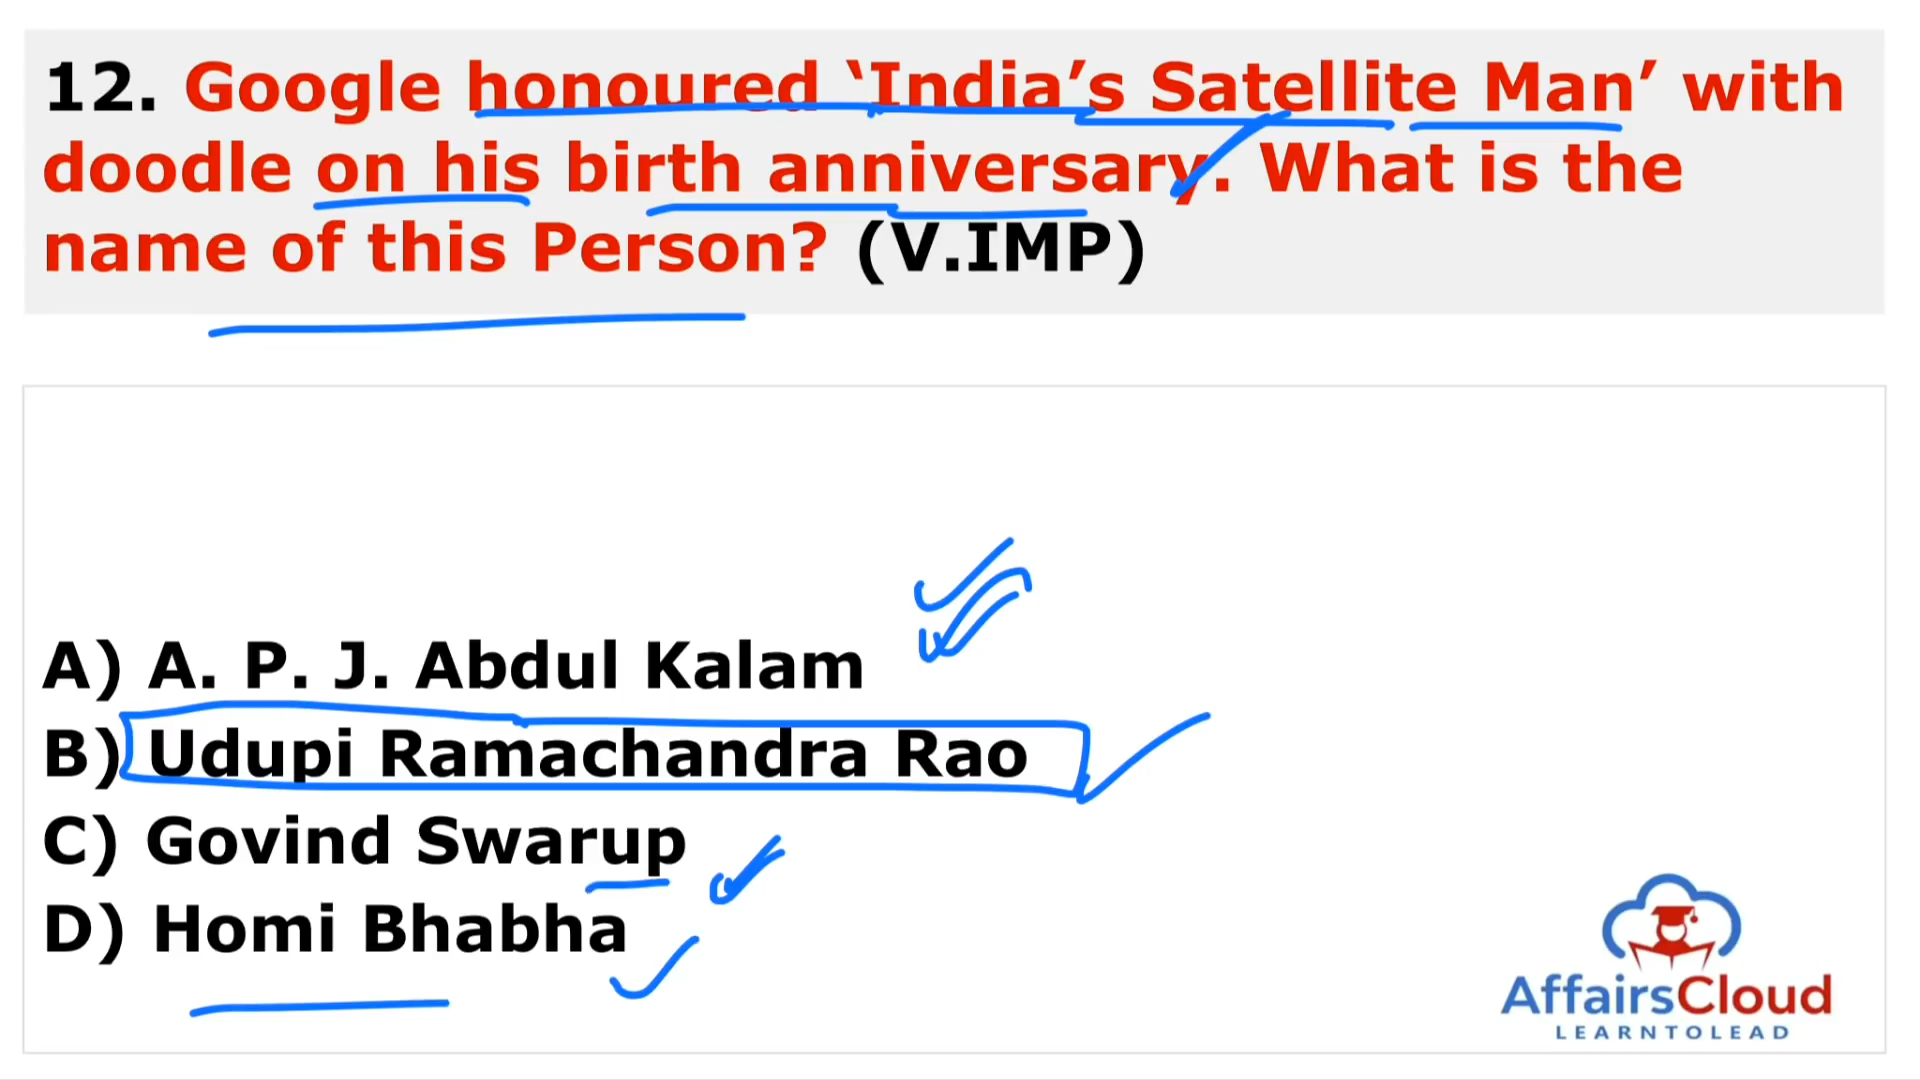 12. Google honoured ‘India’s Satellite Man’ with
doodle on his birth anniversary. What is the
name of this Person? (V.IMP)
A) A. P. J. Abdul Kalam
B) Udupi Ramachandra Rao
C) Govind Swarup
D) Homi Bhabha
AffairsCloud
LEARNTOLEAD